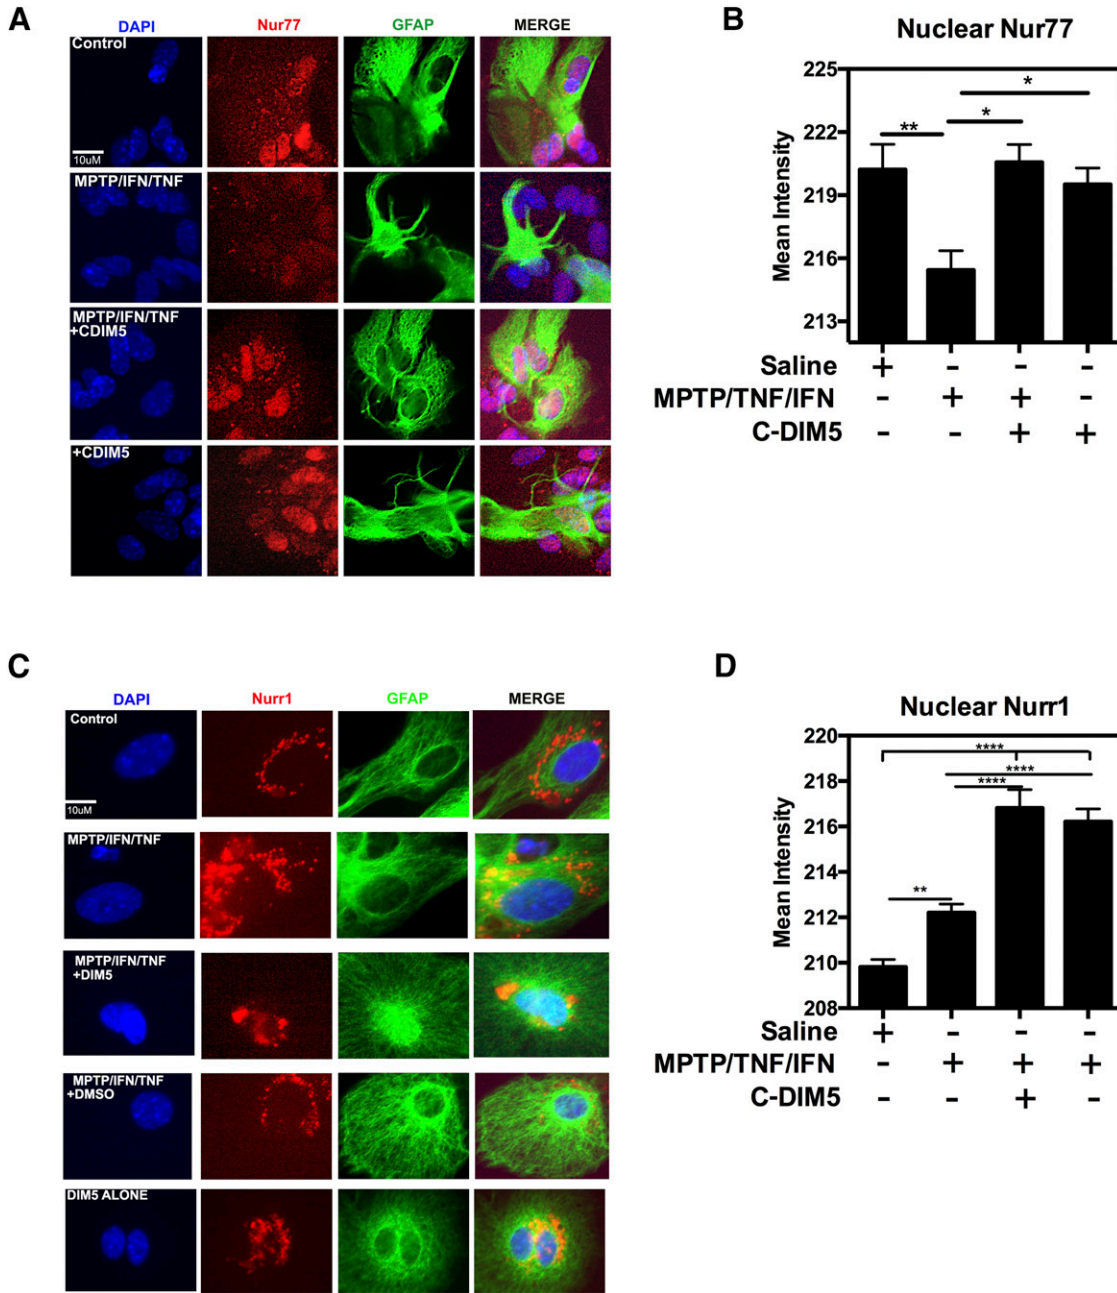 A
DAPI Nur77 GFAP MERGE
Control
10uM
MPTP/IFN/TNF
MPTP/IFN/TNF
+CDIM5
+CDIM5
B
Nuclear Nur77
Mean Intensity
225
222
219
216
213
** * *
Saline + - - -
MPTP/TNF/IFN - + + -
C-DIM5 - - + +
C
DAPI Nurr1 GFAP MERGE
Control
10uM
MPTP/IFN/TNF
MPTP/IFN/TNF
+DIM5
MPTP/IFN/TNF
+DMSO
DIM5 ALONE
D
Nuclear Nurr1
Mean Intensity
220
218
216
214
212
210
208
****
****
****
**
Saline + - - -
MPTP/TNF/IFN - + + +
C-DIM5 - - + -